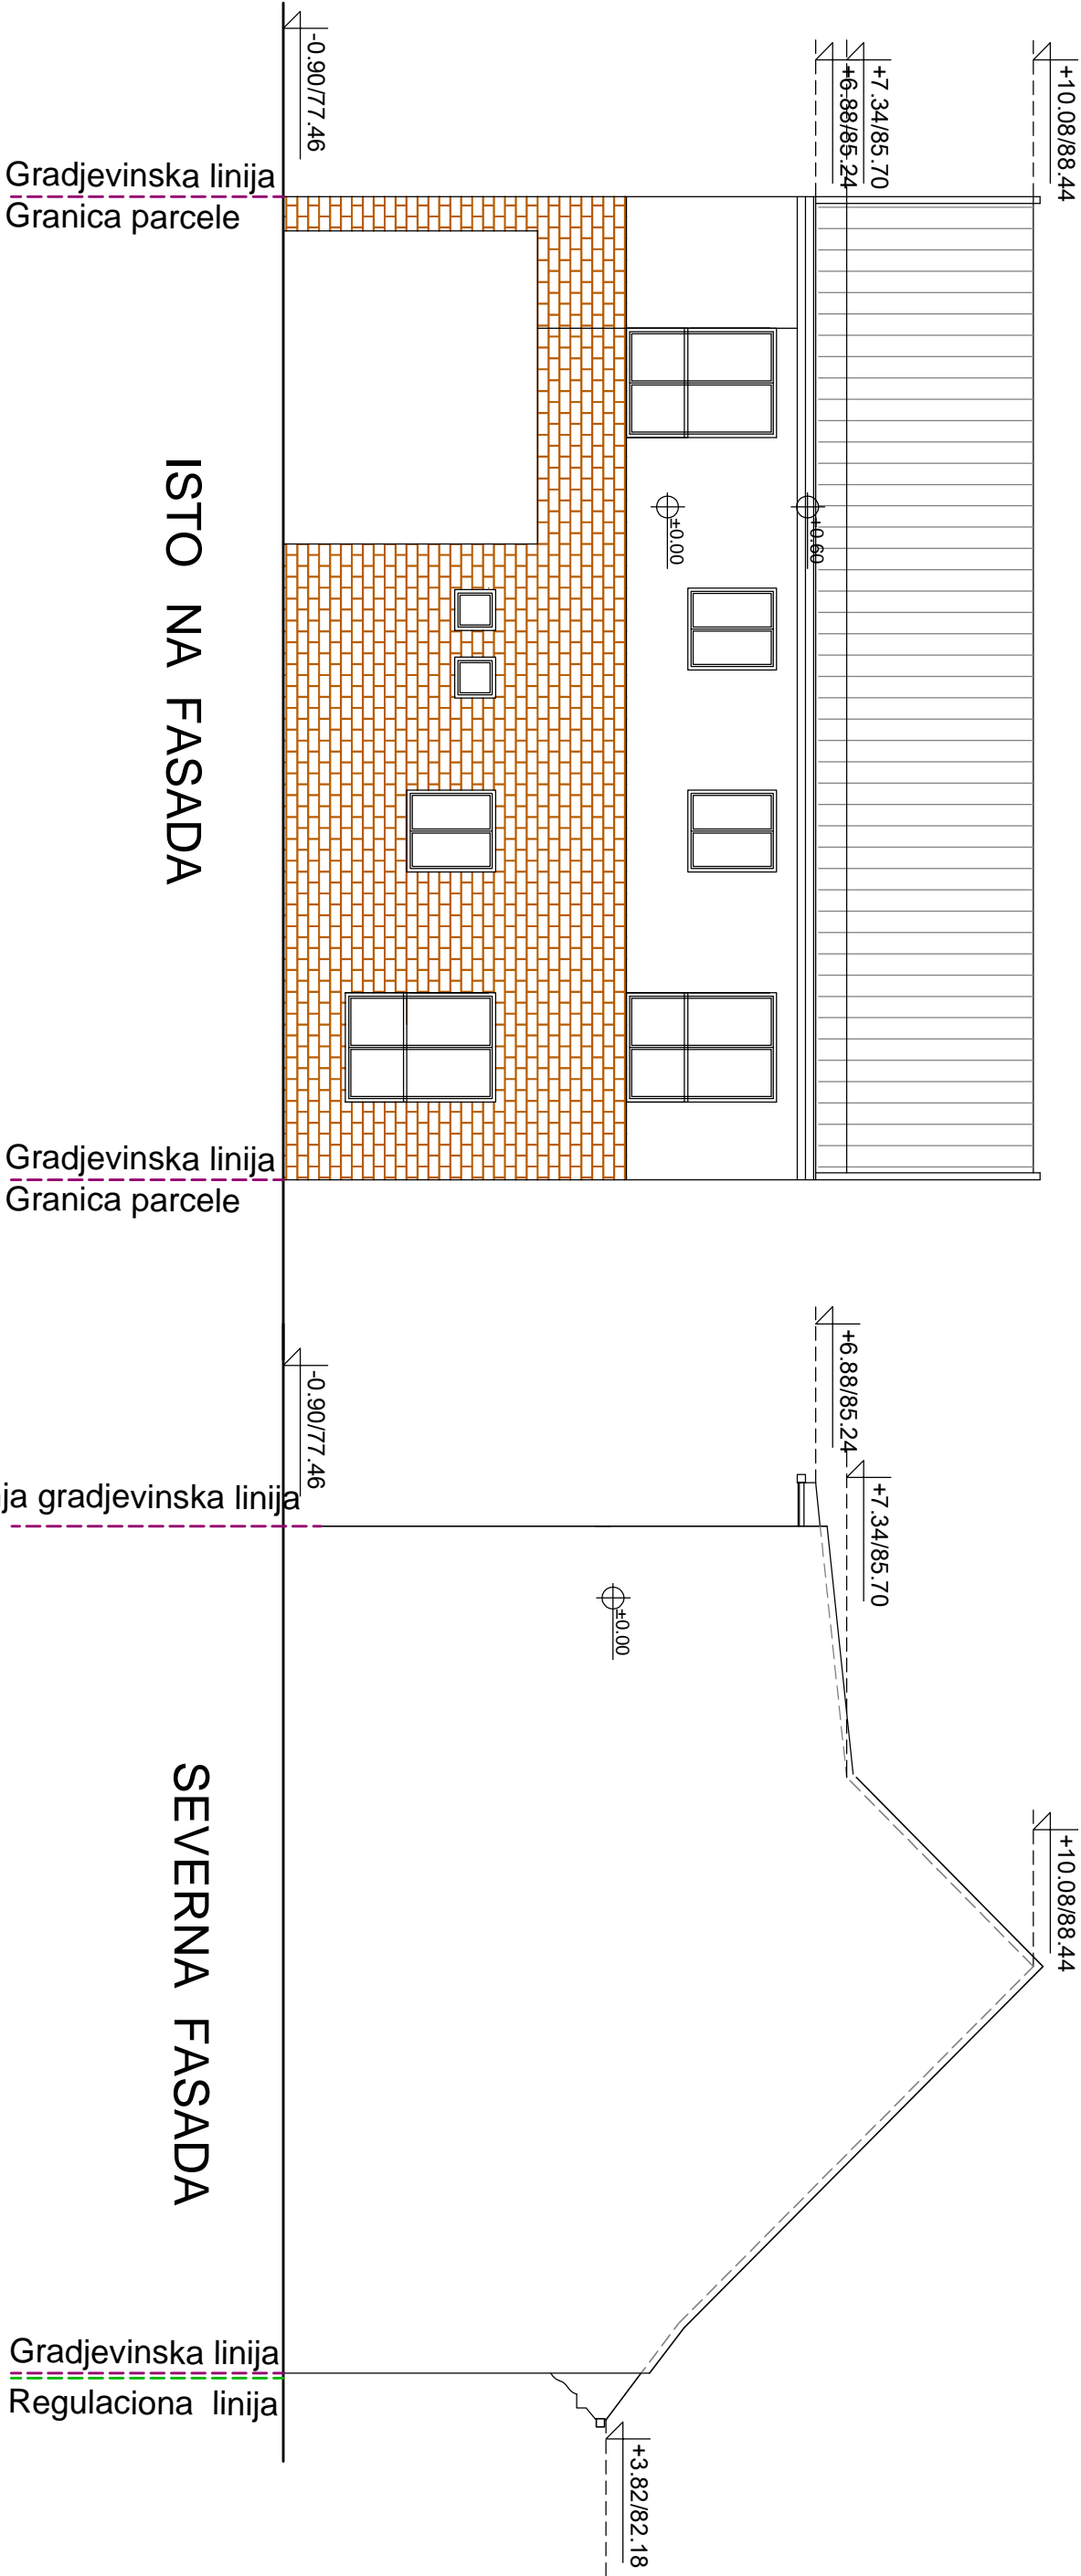 +10.08/88.44
+7.34/85.70
+6.88/85.24
-0.90/77.46
Gradjevinska linija
Granica parcele
±0.60
±0.00
ISTO NA FASADA
Gradjevinska linija
Granica parcele
+6.88/85.24
+7.34/85.70
-0.90/77.46
ja gradjevinska linija
±0.00
+10.08/88.44
SEVERNA FASADA
Gradjevinska linija
Regulaciona linija
+3.82/82.18